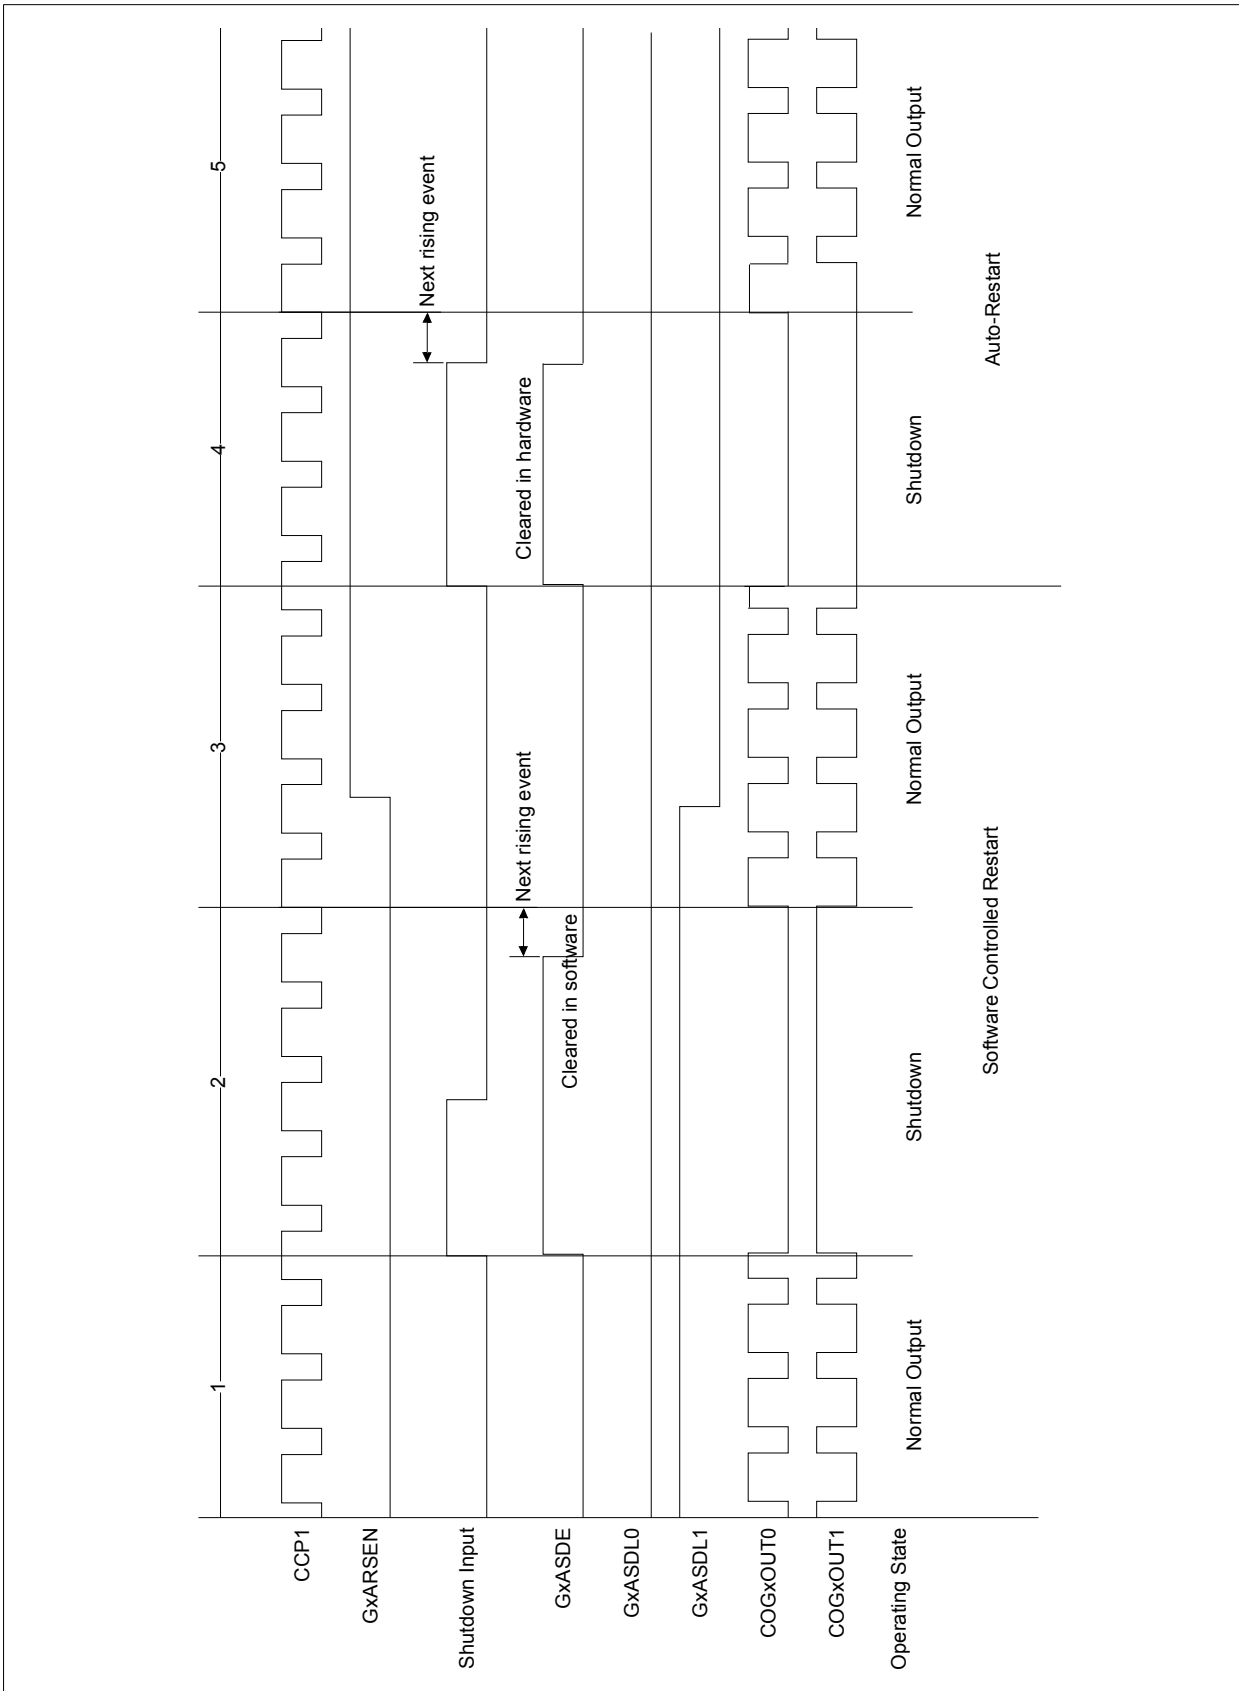 1
2
3
4
5
CCP1
GxARSEN
Next rising event
Shutdown Input
Next rising event
GxASDE
Cleared in software
Cleared in hardware
GxASDL0
GxASDL1
COGxOUT0
COGxOUT1
Operating State
Normal Output
Shutdown
Normal Output
Shutdown
Normal Output
Software Controlled Restart
Auto-Restart